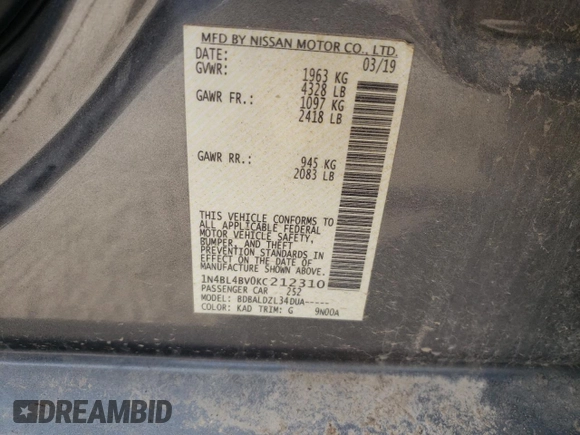 MFD BY NISSAN MOTOR CO., LTD.
DATE: 03/19
GVWR: 1963 KG
4328 LB
GAWR FR.: 1097 KG
2418 LB
GAWR RR.: 945 KG
2083 LB
THIS VEHICLE CONFORMS TO
ALL APPLICABLE FEDERAL
MOTOR VEHICLE SAFETY,
BUMPER, AND THEFT
PREVENTION STANDARDS IN
EFFECT ON THE DATE OF
MANUFACTURE SHOWN ABOVE.
1N4BL4BV0KC212310
PASSENGER CAR 252
MODEL: BDBALDZL34DUA-----
COLOR: KAD TRIM: G 9N00A
DREAMBID